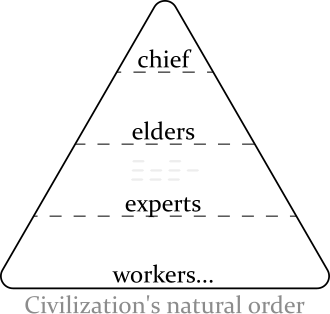 chief
elders
experts
workers...
Civilization's natural order